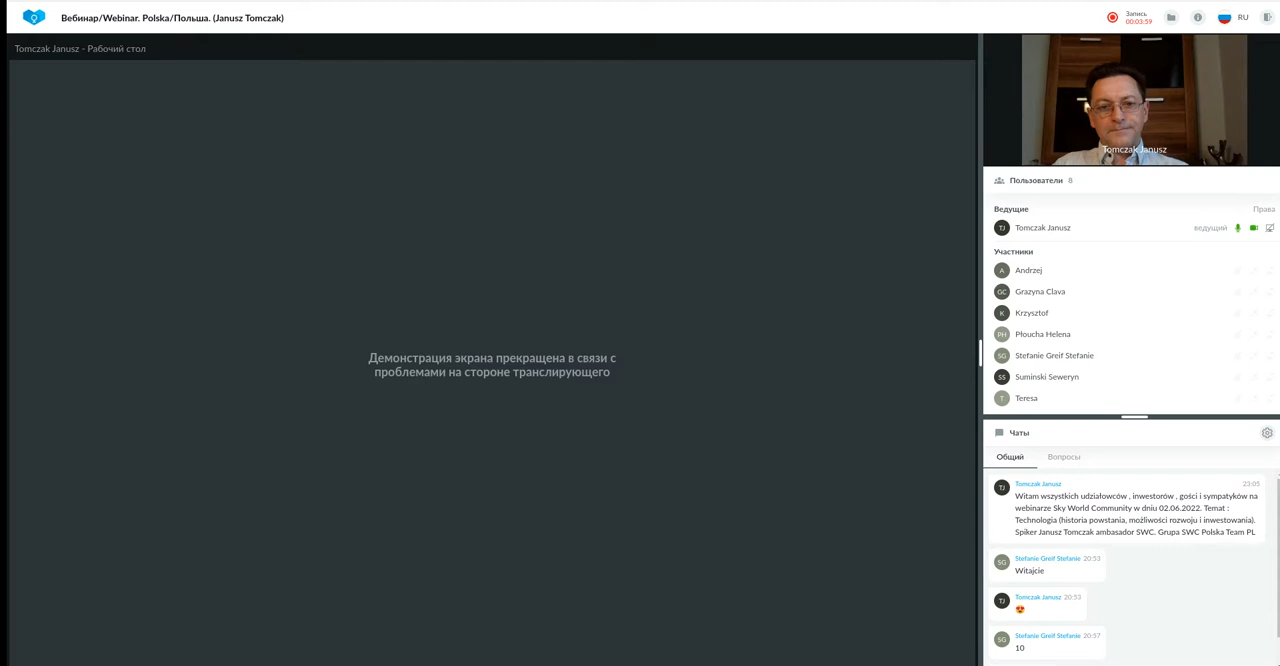 Вебинар/Webinar. Polska/Польша. (Janusz Tomczak)
Запись
00:03:59
RU
Tomczak Janusz - Рабочий стол
Демонстрация экрана прекращена в связи с
проблемами на стороне транслирующего
Tomczak Janusz
Пользователи 8
Ведущие Права
TJ Tomczak Janusz ведущий
Участники
A Andrzej
GC Grazyna Clava
K Krzysztof
PH Płoucha Helena
SG Stefanie Greif Stefanie
SS Suminski Seweryn
T Teresa
Чаты
Общий Вопросы
TJ Tomczak Janusz 23:05
Witam wszystkich udziałowców , inwestorów , gości i sympatyków na
webinarze Sky World Community w dniu 02.06.2022. Temat :
Technologia (historia powstania, możliwości rozwoju i inwestowania).
Spiker Janusz Tomczak ambasador SWC. Grupa SWC Polska Team PL
SG Stefanie Greif Stefanie 20:53
Witajcie
TJ Tomczak Janusz 20:53
😍
SG Stefanie Greif Stefanie 20:57
10